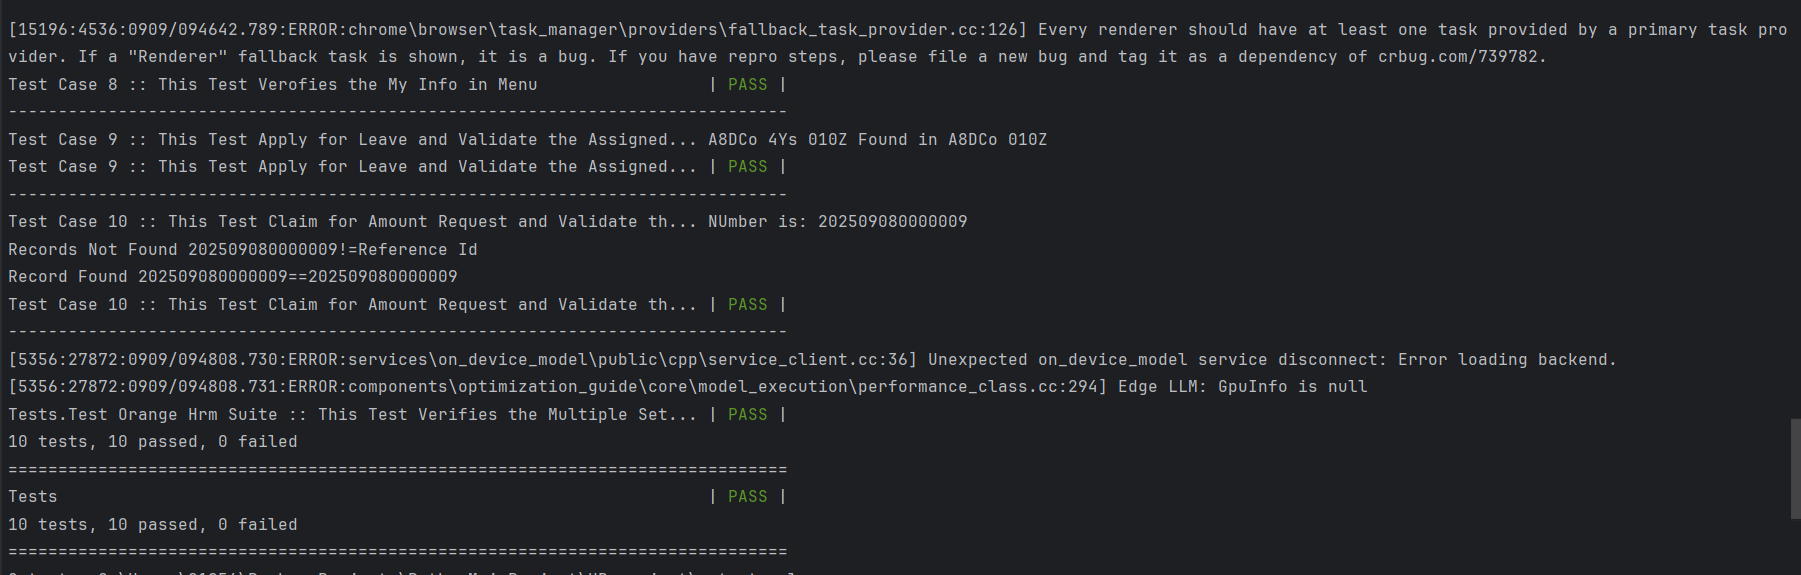 [15196:4536:0909/094642.789:ERROR:chrome\browser\task_manager\providers\fallback_task_provider.cc:126] Every renderer should have at least one task provided by a primary task pro
vider. If a "Renderer" fallback task is shown, it is a bug. If you have repro steps, please file a new bug and tag it as a dependency of crbug.com/739782.
Test Case 8 :: This Test Verofies the My Info in Menu                 | PASS |
------------------------------------------------------------------------------
Test Case 9 :: This Test Apply for Leave and Validate the Assigned... A8DCo 4Ys 010Z Found in A8DCo 010Z
Test Case 9 :: This Test Apply for Leave and Validate the Assigned... | PASS |
------------------------------------------------------------------------------
Test Case 10 :: This Test Claim for Amount Request and Validate th... NUmber is: 202509080000009
Records Not Found 202509080000009!=Reference Id
Record Found 202509080000009==202509080000009
Test Case 10 :: This Test Claim for Amount Request and Validate th... | PASS |
------------------------------------------------------------------------------
[5356:27872:0909/094808.730:ERROR:services\on_device_model\public\cpp\service_client.cc:36] Unexpected on_device_model service disconnect: Error loading backend.
[5356:27872:0909/094808.731:ERROR:components\optimization_guide\core\model_execution\performance_class.cc:294] Edge LLM: GpuInfo is null
Tests.Test Orange Hrm Suite :: This Test Verifies the Multiple Set... | PASS |
10 tests, 10 passed, 0 failed
==============================================================================
Tests                                                                 | PASS |
10 tests, 10 passed, 0 failed
==============================================================================